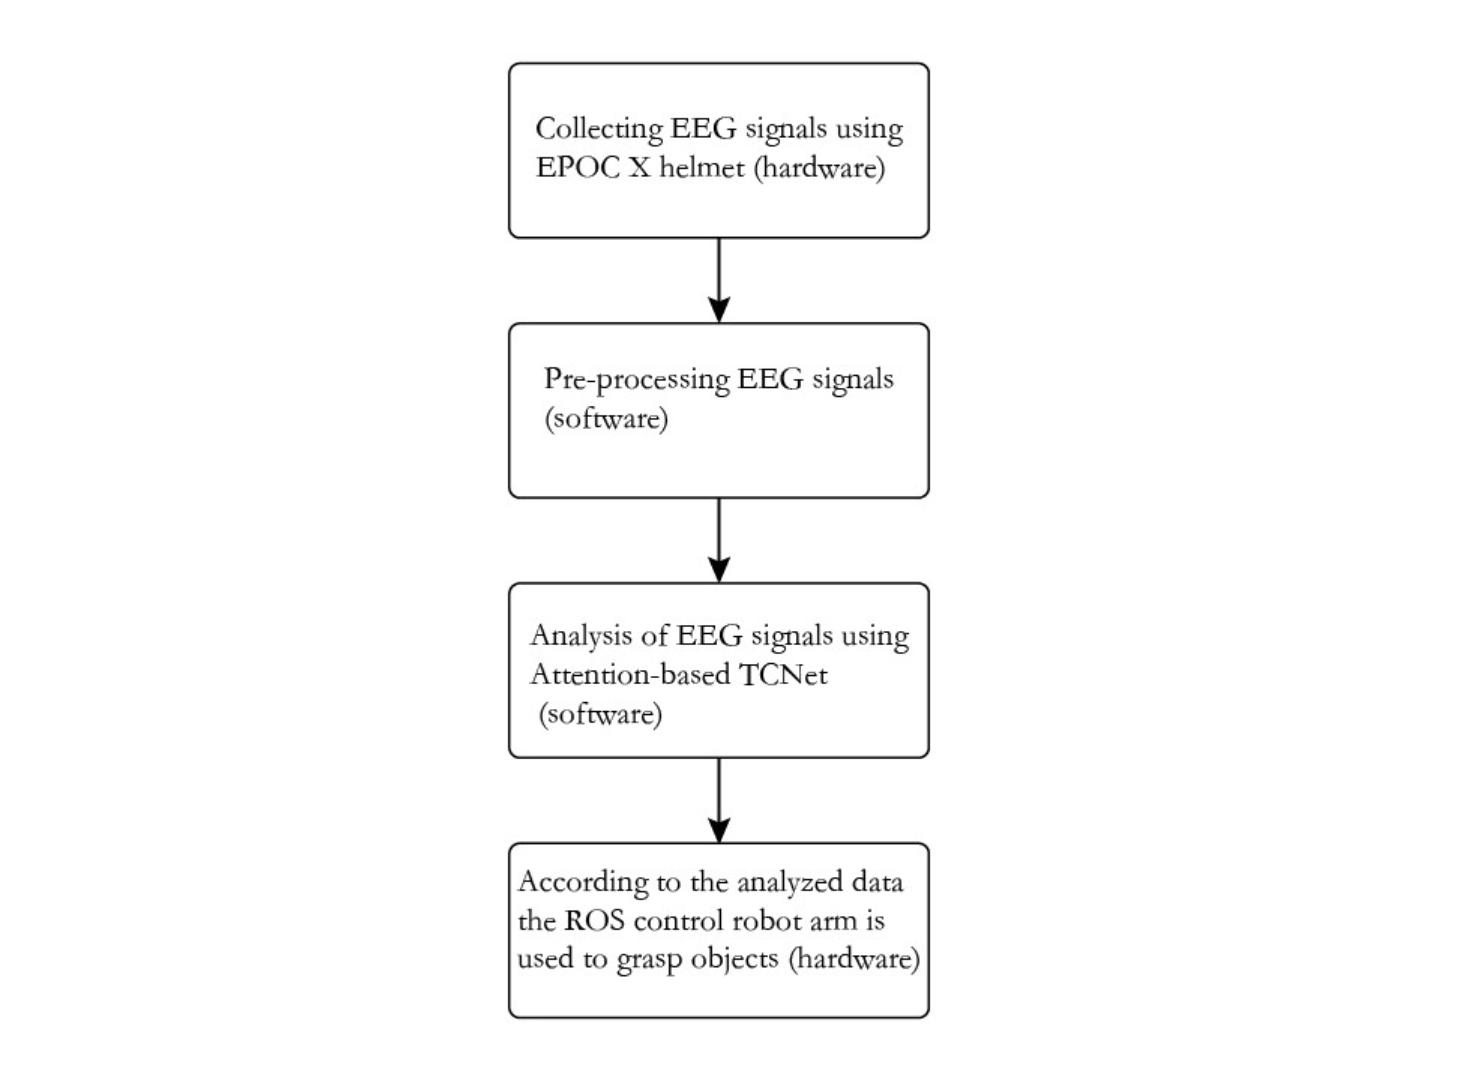 Collecting EEG signals using
EPOC X helmet (hardware)
Pre-processing EEG signals
(software)
Analysis of EEG signals using
Attention-based TCNet
(software)
According to the analyzed data
the ROS control robot arm is
used to grasp objects (hardware)